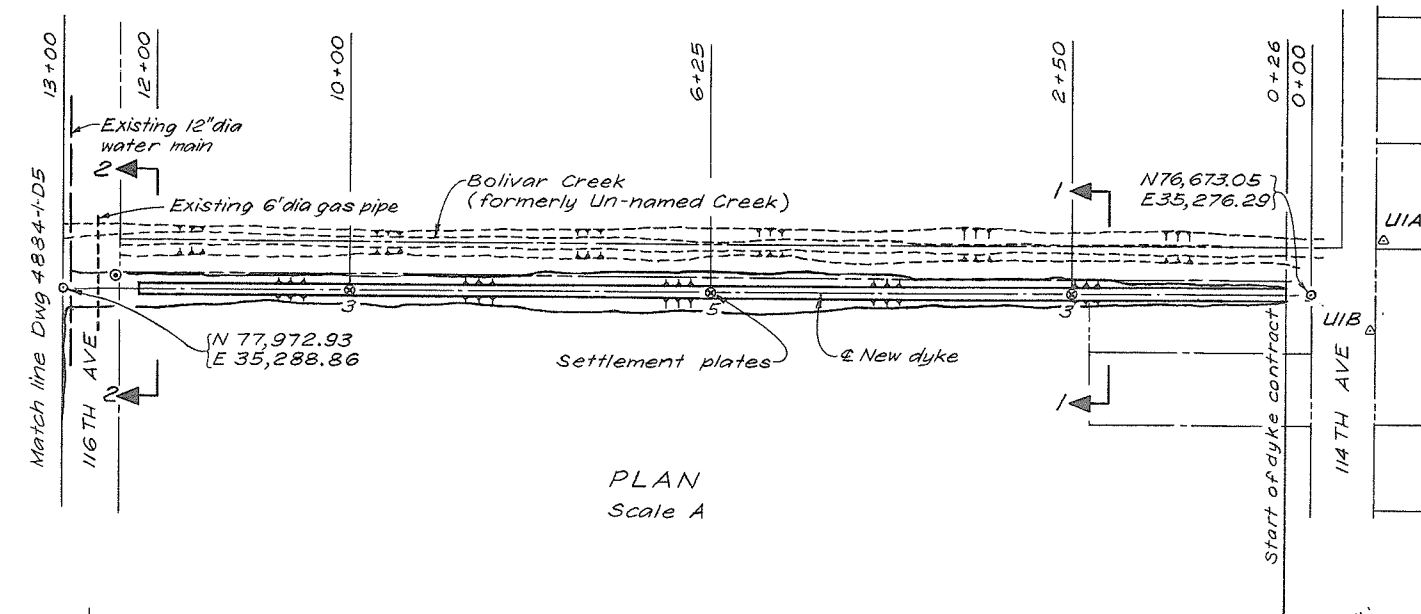 13+00
12+00
10+00
6+25
2+50
0+26
0+00
Existing 12"dia
water main
2
Existing 6'dia gas pipe
Bolivar Creek
(formerly Un-named Creek)
1
N76,673.05
E35,276.29
U1A
3
5
3
N 77,972.93
E 35,288.86
Settlement plates
℄ New dyke
U1B
2
1
Match line Dwg 4884-1-D5
116TH AVE
Start of dyke contract
114TH AVE
PLAN
Scale A